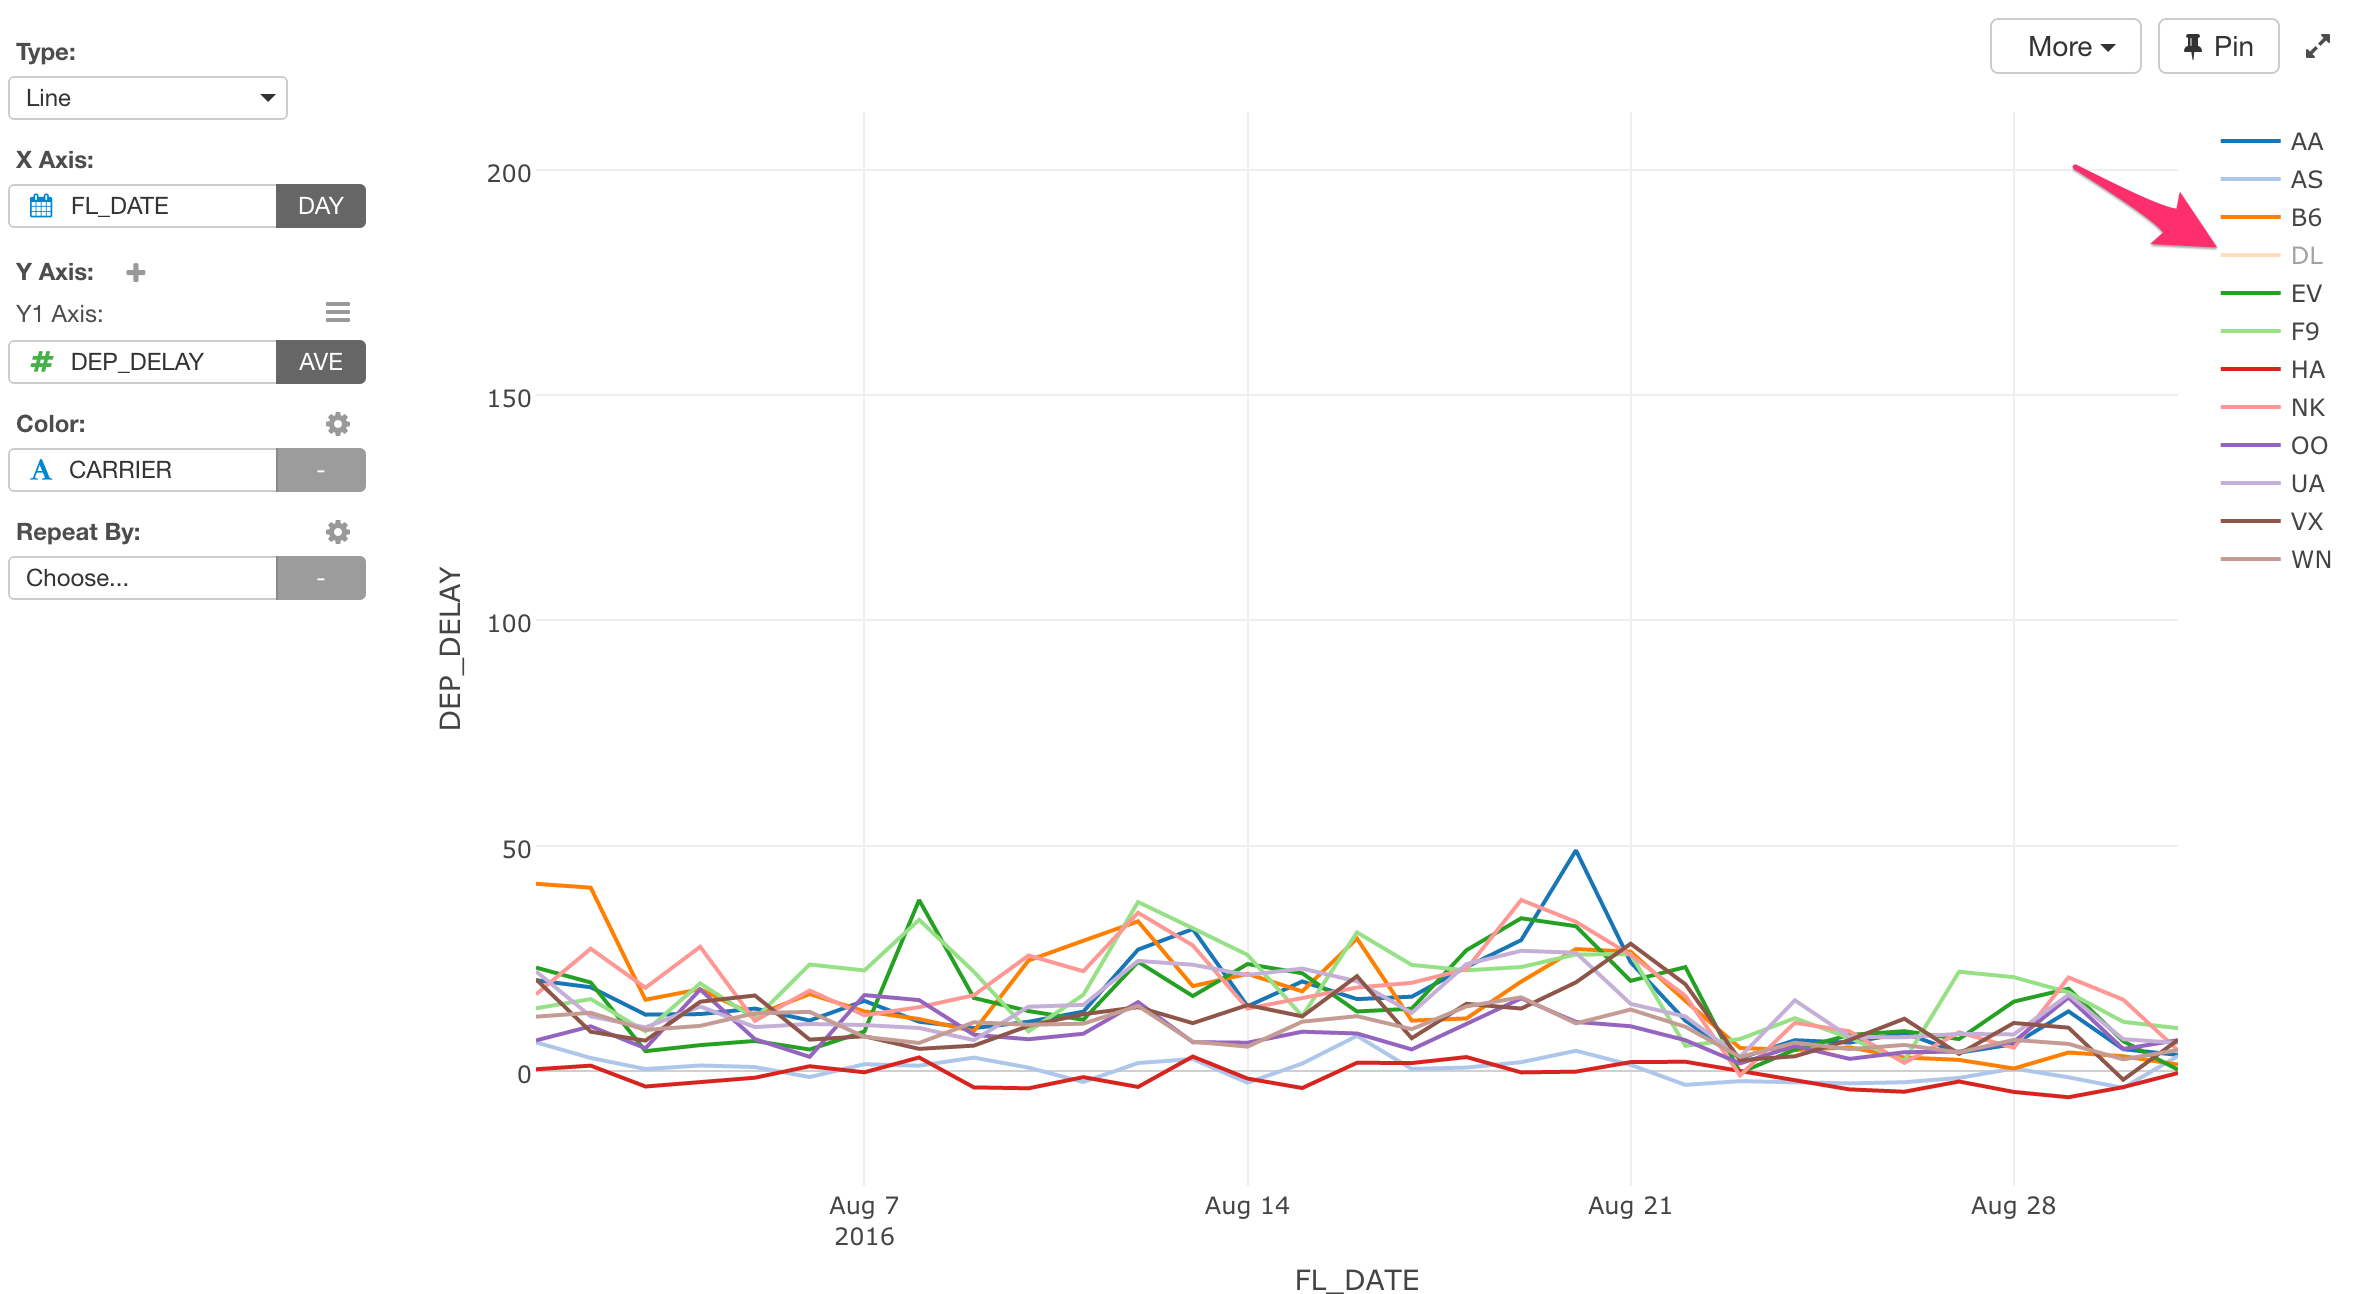 Type:
Line
X Axis:
FL_DATE DAY
Y Axis:
Y1 Axis:
DEP_DELAY AVE
Color:
CARRIER -
Repeat By:
Choose... -
More Pin
200
150
100
50
0
DEP_DELAY
Aug 7 Aug 14 Aug 21 Aug 28
2016
FL_DATE
AA
AS
B6
DL
EV
F9
HA
NK
OO
UA
VX
WN